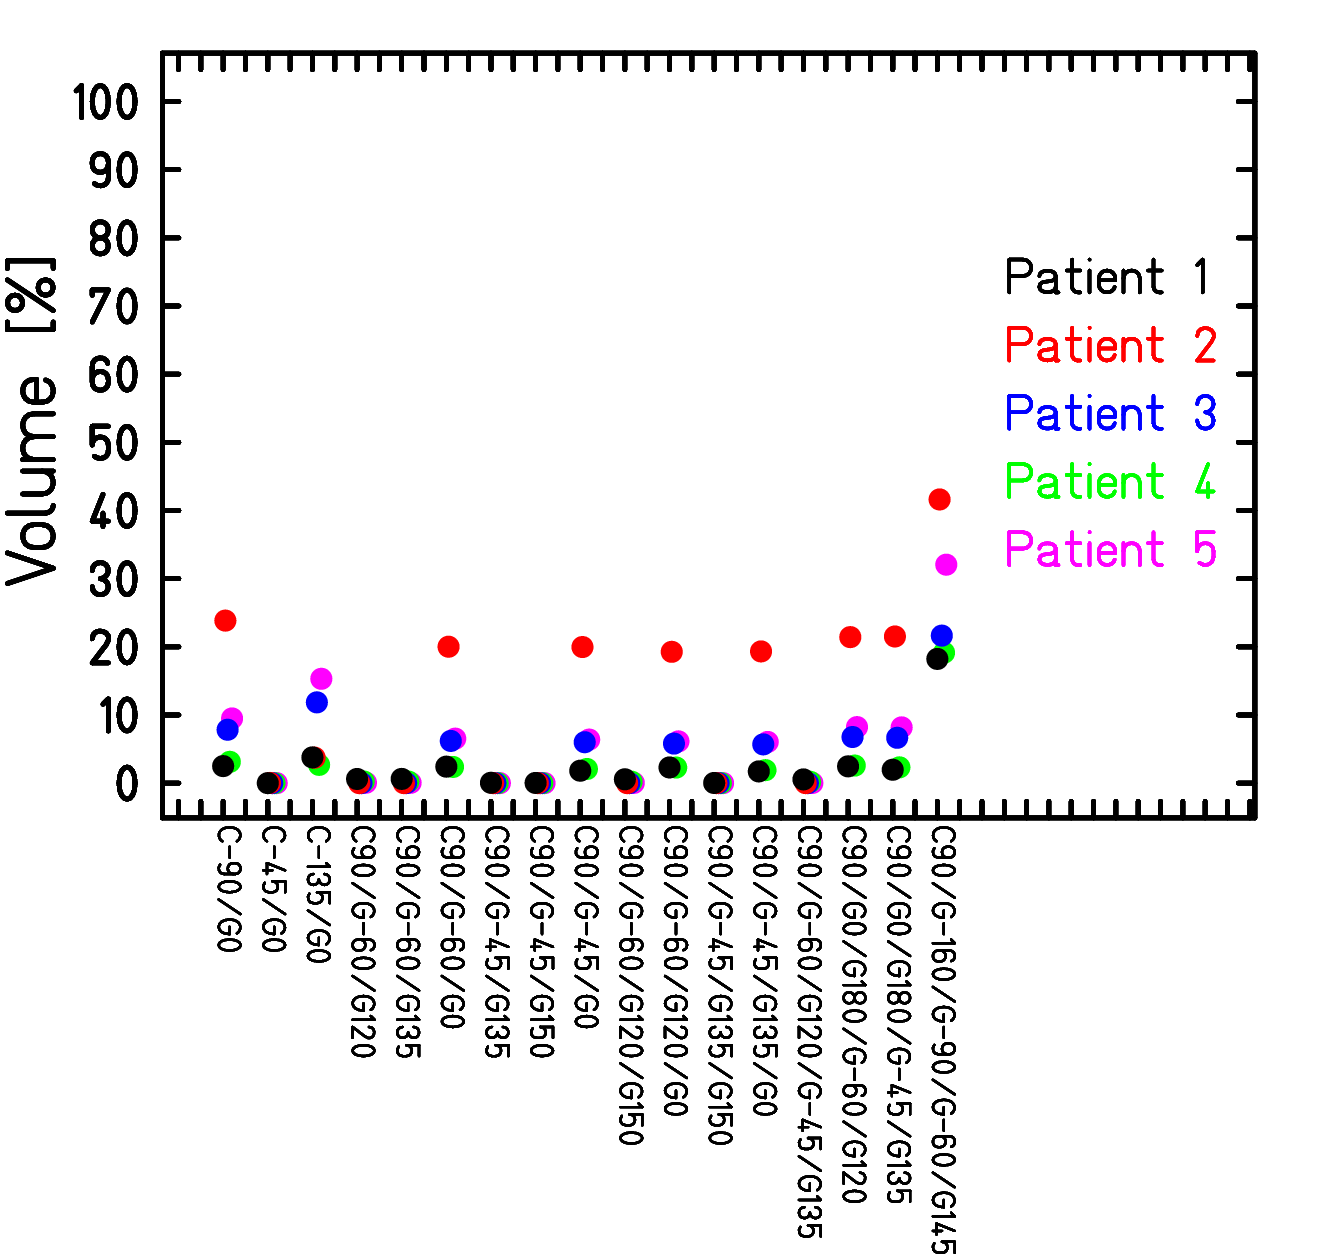 Volume [%]
100
90
80
70
60
50
40
30
20
10
0
Patient 1
Patient 2
Patient 3
Patient 4
Patient 5
C-90/G0
C-45/G0
C-135/G0
C90/G-60/G120
C90/G-60/G135
C90/G-60/G0
C90/G-45/G135
C90/G-45/G150
C90/G-45/G0
C90/G-60/G120/G150
C90/G-60/G120/G0
C90/G-45/G135/G150
C90/G-45/G135/G0
C90/G-60/G120/G-45/G135
C90/G0/G180/G-60/G120
C90/G0/G180/G-45/G135
C90/G-160/G-90/G-60/G145